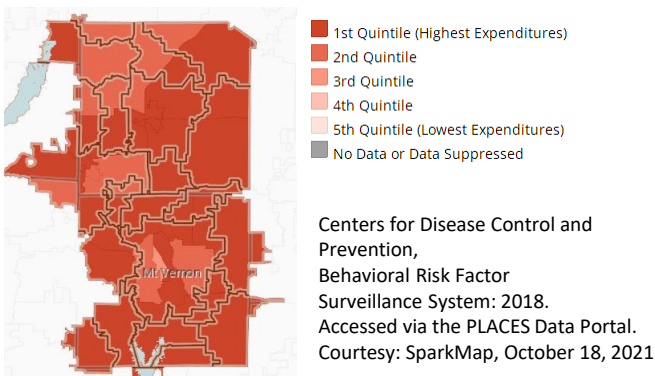 1st Quintile (Highest Expenditures)
2nd Quintile
3rd Quintile
4th Quintile
5th Quintile (Lowest Expenditures)
No Data or Data Suppressed
Mt Vernon
Centers for Disease Control and
Prevention,
Behavioral Risk Factor
Surveillance System: 2018.
Accessed via the PLACES Data Portal.
Courtesy: SparkMap, October 18, 2021